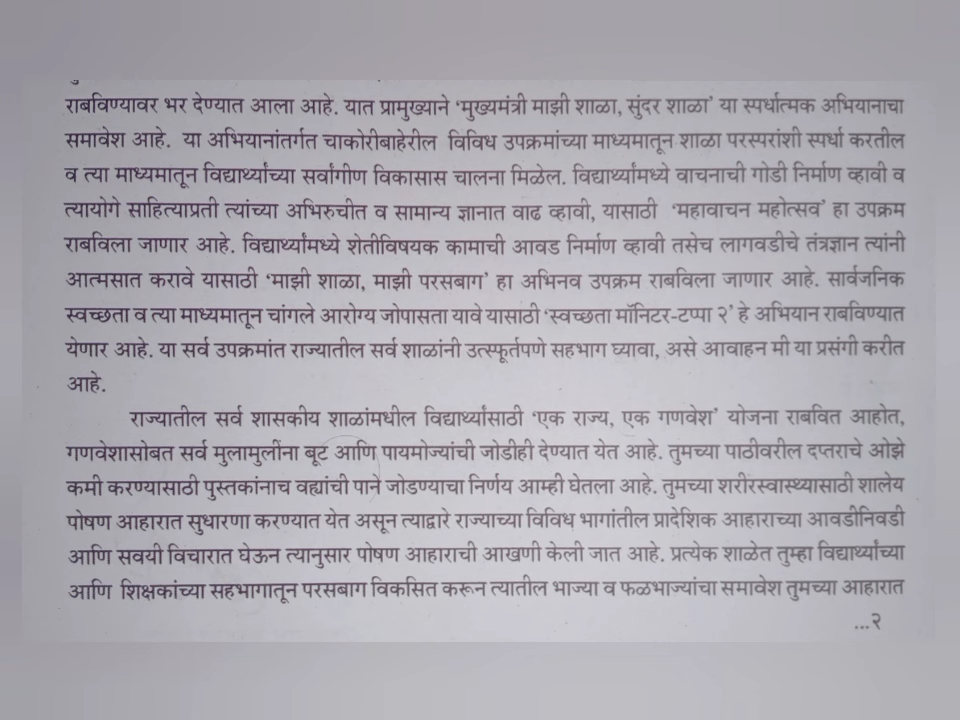 राबविण्यावर भर देण्यात आला आहे. यात प्रामुख्याने ‘मुख्यमंत्री माझी शाळा, सुंदर शाळा’ या स्पर्धात्मक अभियानाचा
समावेश आहे. या अभियानांतर्गत चाकोरीबाहेरील विविध उपक्रमांच्या माध्यमातून शाळा परस्परांशी स्पर्धा करतील
व त्या माध्यमातून विद्यार्थ्यांच्या सर्वांगीण विकासास चालना मिळेल. विद्यार्थ्यांमध्ये वाचनाची गोडी निर्माण व्हावी व
त्यायोगे साहित्याप्रती त्यांच्या अभिरुचीत व सामान्य ज्ञानात वाढ व्हावी, यासाठी ‘महावाचन महोत्सव’ हा उपक्रम
राबविला जाणार आहे. विद्यार्थ्यांमध्ये शेतीविषयक कामाची आवड निर्माण व्हावी तसेच लागवडीचे तंत्रज्ञान त्यांनी
आत्मसात करावे यासाठी ‘माझी शाळा, माझी परसबाग’ हा अभिनव उपक्रम राबविला जाणार आहे. सार्वजनिक
स्वच्छता व त्या माध्यमातून चांगले आरोग्य जोपासता यावे यासाठी ‘स्वच्छता मॉनिटर-टप्पा २’ हे अभियान राबविण्यात
येणार आहे. या सर्व उपक्रमांत राज्यातील सर्व शाळांनी उत्स्फूर्तपणे सहभाग घ्यावा, असे आवाहन मी या प्रसंगी करीत
आहे.
राज्यातील सर्व शासकीय शाळांमधील विद्यार्थ्यांसाठी ‘एक राज्य, एक गणवेश’ योजना राबवित आहोत,
गणवेशासोबत सर्व मुलामुलींना बूट आणि पायमोज्यांची जोडीही देण्यात येत आहे. तुमच्या पाठीवरील दप्तराचे ओझे
कमी करण्यासाठी पुस्तकांनाच वह्यांची पाने जोडण्याचा निर्णय आम्ही घेतला आहे. तुमच्या शरीरस्वास्थ्यासाठी शालेय
पोषण आहारात सुधारणा करण्यात येत असून त्याद्वारे राज्याच्या विविध भागांतील प्रादेशिक आहाराच्या आवडीनिवडी
आणि सवयी विचारात घेऊन त्यानुसार पोषण आहाराची आखणी केली जात आहे. प्रत्येक शाळेत तुम्हा विद्यार्थ्यांच्या
आणि शिक्षकांच्या सहभागातून परसबाग विकसित करून त्यातील भाज्या व फळभाज्यांचा समावेश तुमच्या आहारात
...२